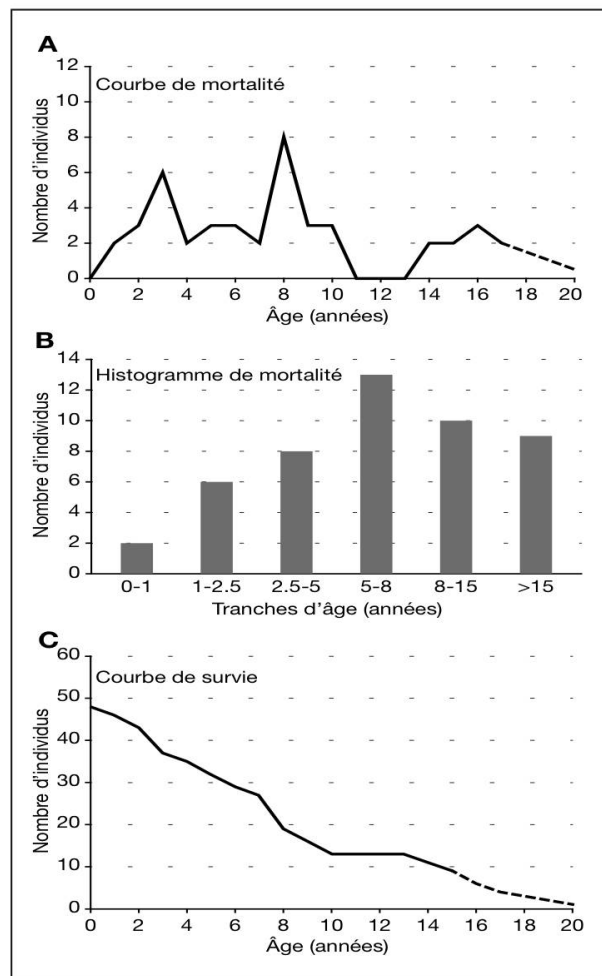 A
Courbe de mortalité
Nombre d'individus
12
10
8
6
4
2
0
0 2 4 6 8 10 12 14 16 18 20
Âge (années)
B
Histogramme de mortalité
Nombre d'individus
14
12
10
8
6
4
2
0
0-1 1-2.5 2.5-5 5-8 8-15 >15
Tranches d'âge (années)
C
Courbe de survie
Nombre d'individus
60
50
40
30
20
10
0
0 2 4 6 8 10 12 14 16 18 20
Âge (années)